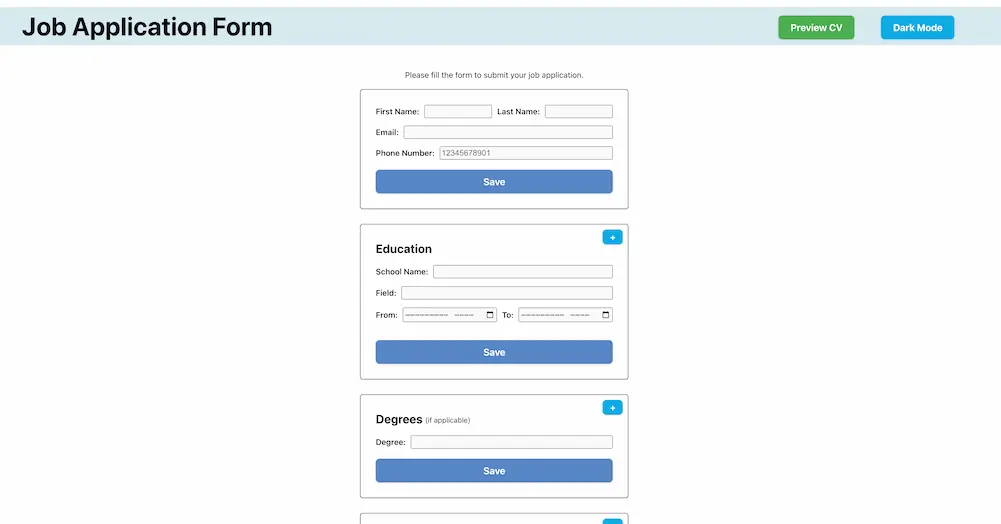 Job Application Form Preview CV Dark Mode
Please fill the form to submit your job application.
First Name: Last Name:
Email:
Phone Number: 12345678901
Save
+
Education
School Name:
Field:
From: --------- ---- To: --------- ----
Save
+
Degrees (if applicable)
Degree:
Save